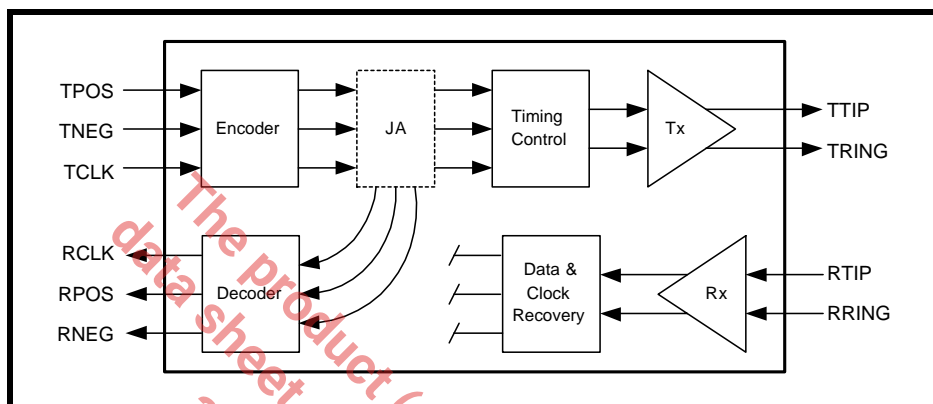 TPOS
TNEG
TCLK
Encoder
JA
Timing
Control
Tx
TTIP
TRING
RCLK
RPOS
RNEG
Decoder
Data &
Clock
Recovery
Rx
RTIP
RRING
The product (
data sheet